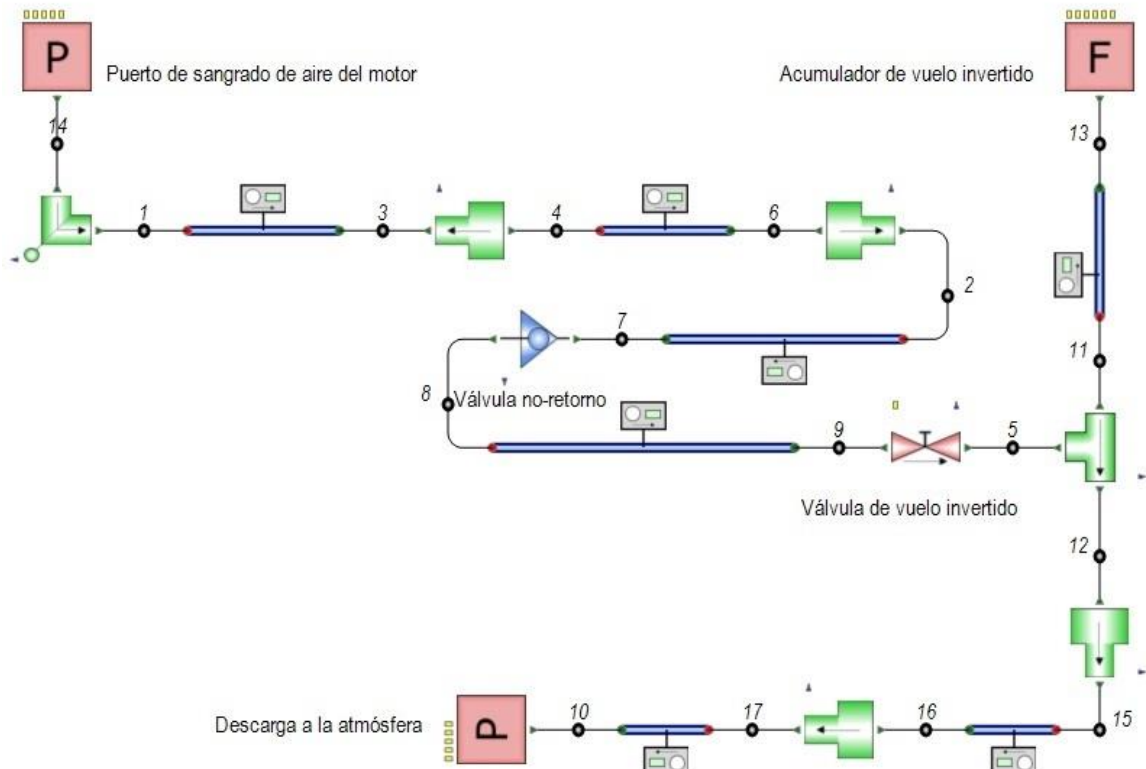 P
F
Puerto de sangrado de aire del motor
Acumulador de vuelo invertido
14
13
1
3
4
6
2
7
11
8
Válvula no-retorno
9
5
Válvula de vuelo invertido
12
Descarga a la atmósfera
P
10
17
16
15